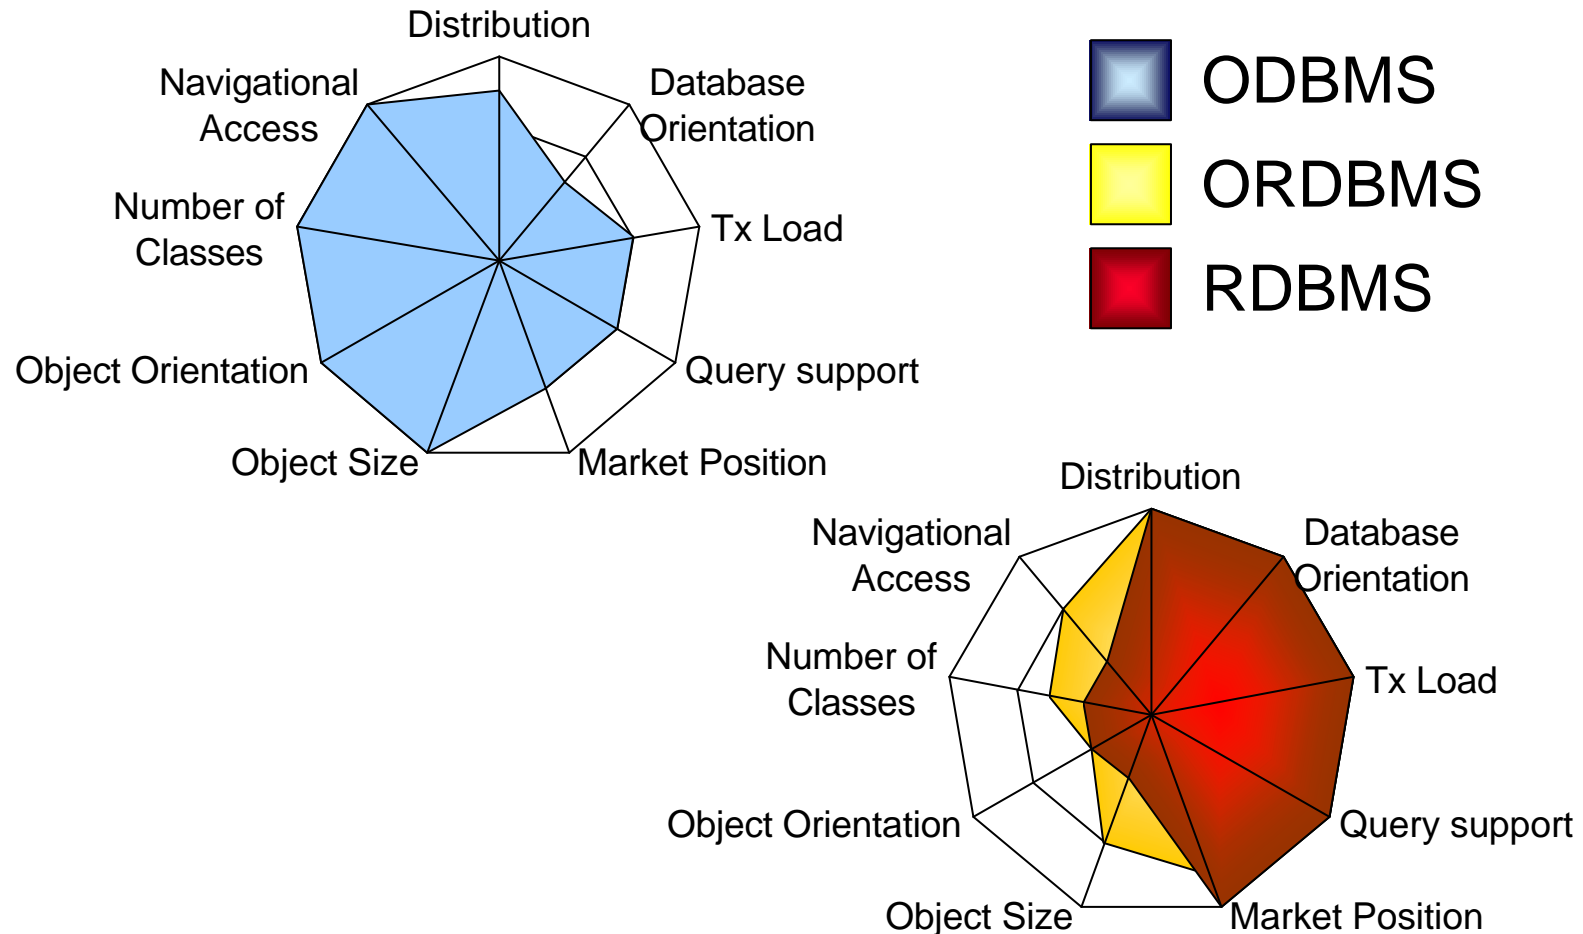 Distribution
Navigational
Access
Database
Orientation
Number of
Classes
Tx Load
Object Orientation
Query support
Object Size
Market Position
ODBMS
ORDBMS
RDBMS
Distribution
Navigational
Access
Database
Orientation
Number of
Classes
Tx Load
Object Orientation
Query support
Object Size
Market Position